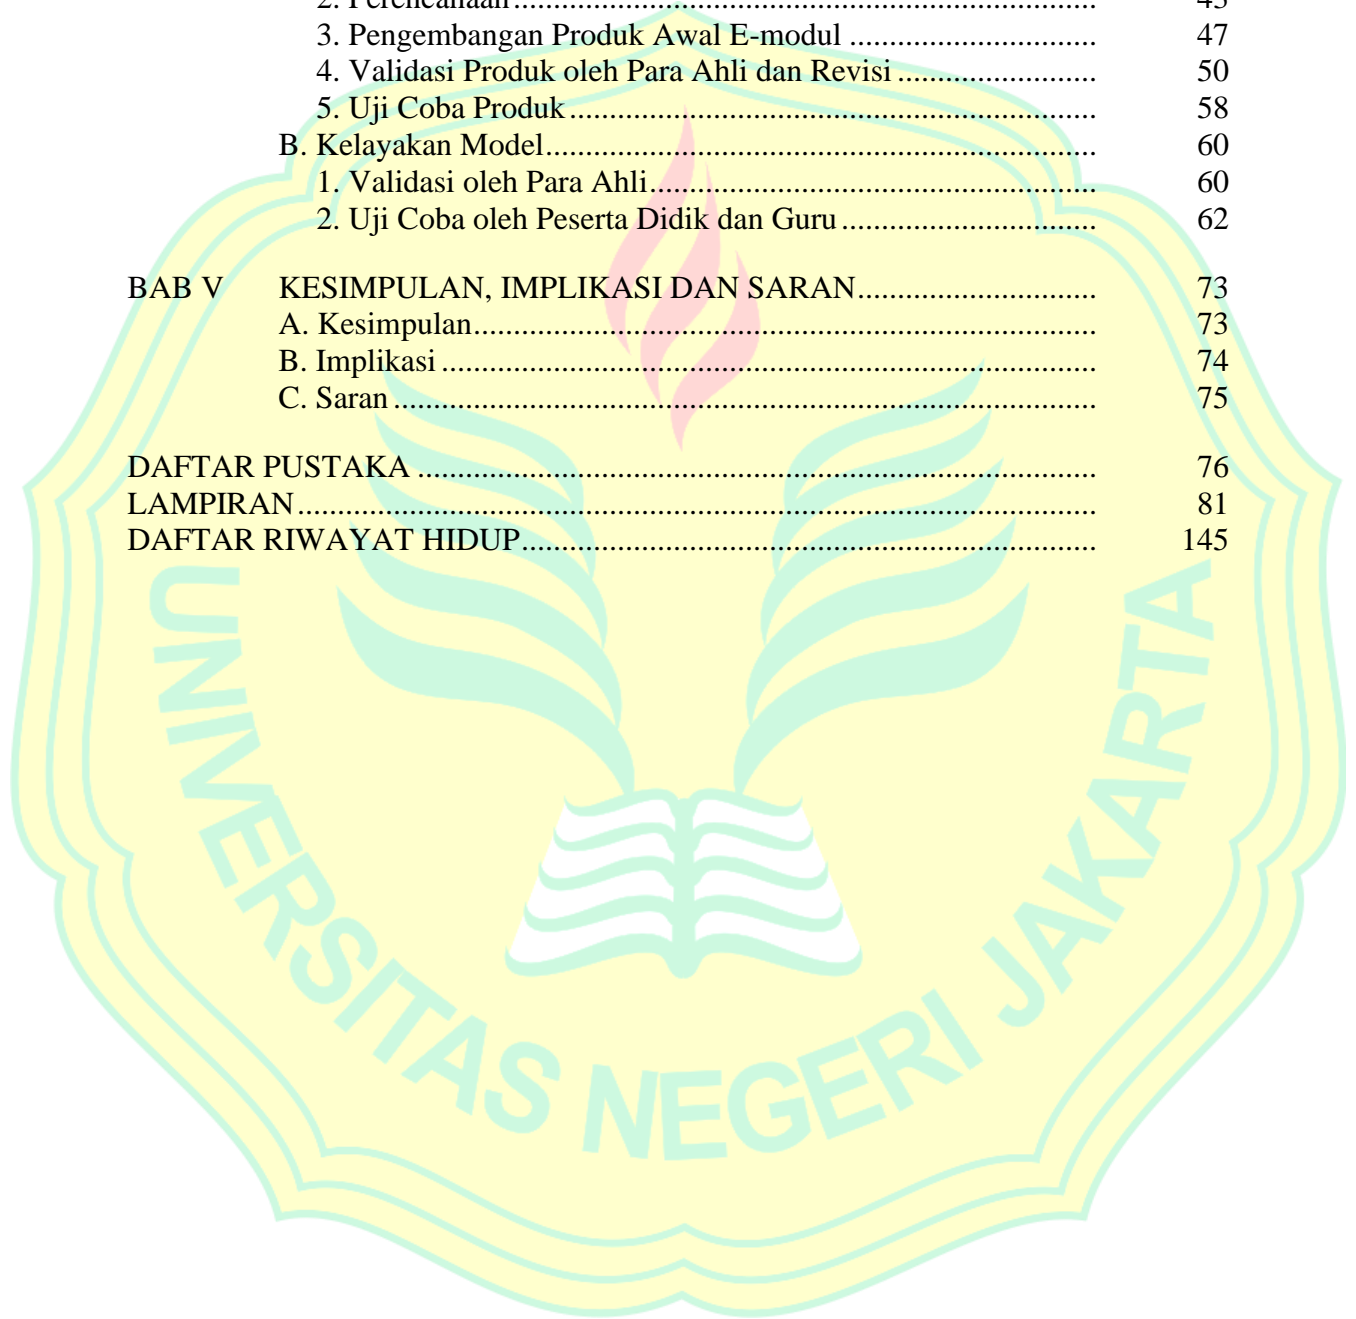 2. Perencanaan........................................................................
3. Pengembangan Produk Awal E-modul ............................... 47
4. Validasi Produk oleh Para Ahli dan Revisi ......................... 50
5. Uji Coba Produk.................................................................. 58
B. Kelayakan Model..................................................................... 60
1. Validasi oleh Para Ahli........................................................ 60
2. Uji Coba oleh Peserta Didik dan Guru ................................ 62
BAB V KESIMPULAN, IMPLIKASI DAN SARAN.............................. 73
A. Kesimpulan.............................................................................. 73
B. Implikasi .................................................................................. 74
C. Saran ........................................................................................ 75
DAFTAR PUSTAKA ..................................................................................... 76
LAMPIRAN.................................................................................................... 81
DAFTAR RIWAYAT HIDUP........................................................................ 145
UNIVERSITAS NEGERI JAKARTA